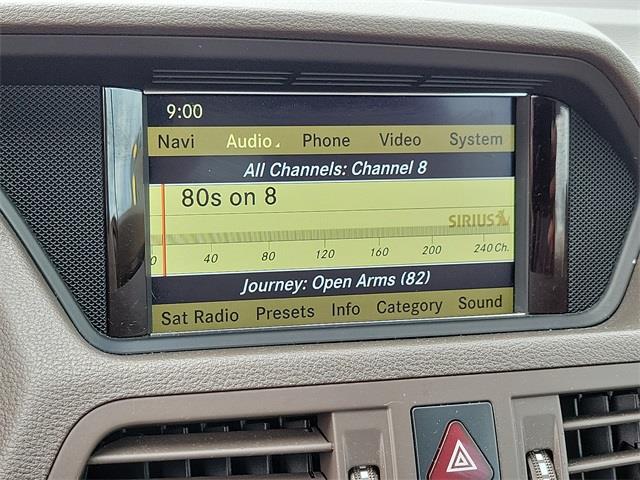 9:00
Navi Audio Phone Video System
All Channels: Channel 8
80s on 8
SIRIUS
0 40 80 120 160 200 240 Ch.
Journey: Open Arms (82)
Sat Radio Presets Info Category Sound